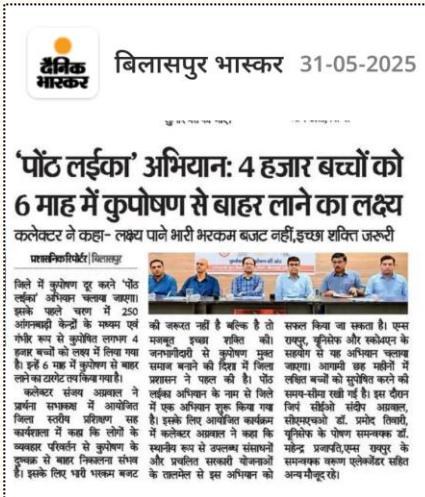 दैनिक
भास्कर
बिलासपुर भास्कर 31-05-2025
'पोंठ लईका' अभियान: 4 हजार बच्चों को
6 माह में कुपोषण से बाहर लाने का लक्ष्य
कलेक्टर ने कहा- लक्ष्य पाने भारी भरकम बजट नहीं,इच्छा शक्ति जरूरी
प्रशासनिक रिपोर्टर | बिलासपुर
जिले में कुपोषण दूर करने 'पोंठ
लईका' अभियान चलाया जाएगा।
इसके पहले चरण में 250
आंगनबाड़ी केन्द्रों के मध्यम एवं
गंभीर रूप से कुपोषित लगभग 4
हजार बच्चों को लक्ष्य में लिया गया
है। इन्हें 6 माह में कुपोषण से बाहर
लाने का टारगेट तय किया गया है।
कलेक्टर संजय अग्रवाल ने
प्रार्थना सभाकक्ष में आयोजित
जिला स्तरीय प्रशिक्षण सह
कार्यशाला में कहा कि लोगों के
व्यवहार परिवर्तन से कुपोषण के
दुष्चक्र से बाहर निकालना संभव
है। इसके लिए भारी भरकम बजट
की जरूरत नहीं है बल्कि है तो
मजबूत इच्छा शक्ति की।
जनभागीदारी से कुपोषण मुक्त
समाज बनाने की दिशा में जिला
प्रशासन ने पहल की है। पोंठ
लईका अभियान के नाम से जिले
में एक अभियान शुरू किया गया
है। इसके लिए आयोजित कार्यक्रम
में कलेक्टर अग्रवाल ने कहा कि
स्थानीय रूप से उपलब्ध संसाधनों
और प्रचलित सरकारी योजनाओं
के तालमेल से इस अभियान को
सफल किया जा सकता है। एम्स
रायपुर, यूनिसेफ और स्को4एन के
सहयोग से यह अभियान चलाया
जाएगा। आगामी छह महीनों में
लक्षित बच्चों को सुपोषित करने की
समय-सीमा रखी गई है। इस दौरान
जिपं सीईओ संदीप अग्रवाल,
सीएमएचओ डॉ. प्रमोद तिवारी,
यूनिसेफ के पोषण समन्वयक डॉ.
महेन्द्र प्रजापति,एम्स रायपुर के
समन्वयक वरूण एलेक्जेंडर सहित
अन्य मौजूद रहे।